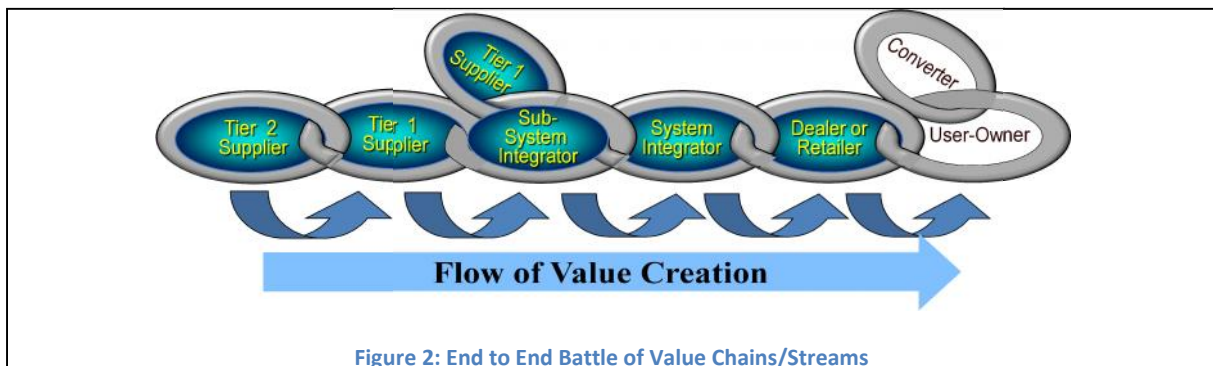 Tier 1
Supplier
Converter
Tier 2
Supplier
Tier 1
Supplier
Sub-
System
Integrator
System
Integrator
Dealer or
Retailer
User-Owner
Flow of Value Creation
Figure 2: End to End Battle of Value Chains/Streams